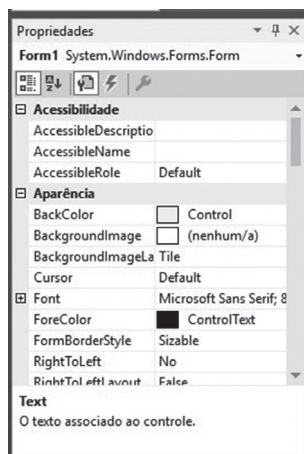 Propriedades
Form1 System.Windows.Forms.Form
Acessibilidade
AccessibleDescriptio
AccessibleName
AccessibleRole Default
Aparência
BackColor Control
BackgroundImage (nenhum/a)
BackgroundImageLa Tile
Cursor Default
Font Microsoft Sans Serif; 8
ForeColor ControlText
FormBorderStyle Sizable
RightToLeft No
RightToLeftLayout False
Text
O texto associado ao controle.